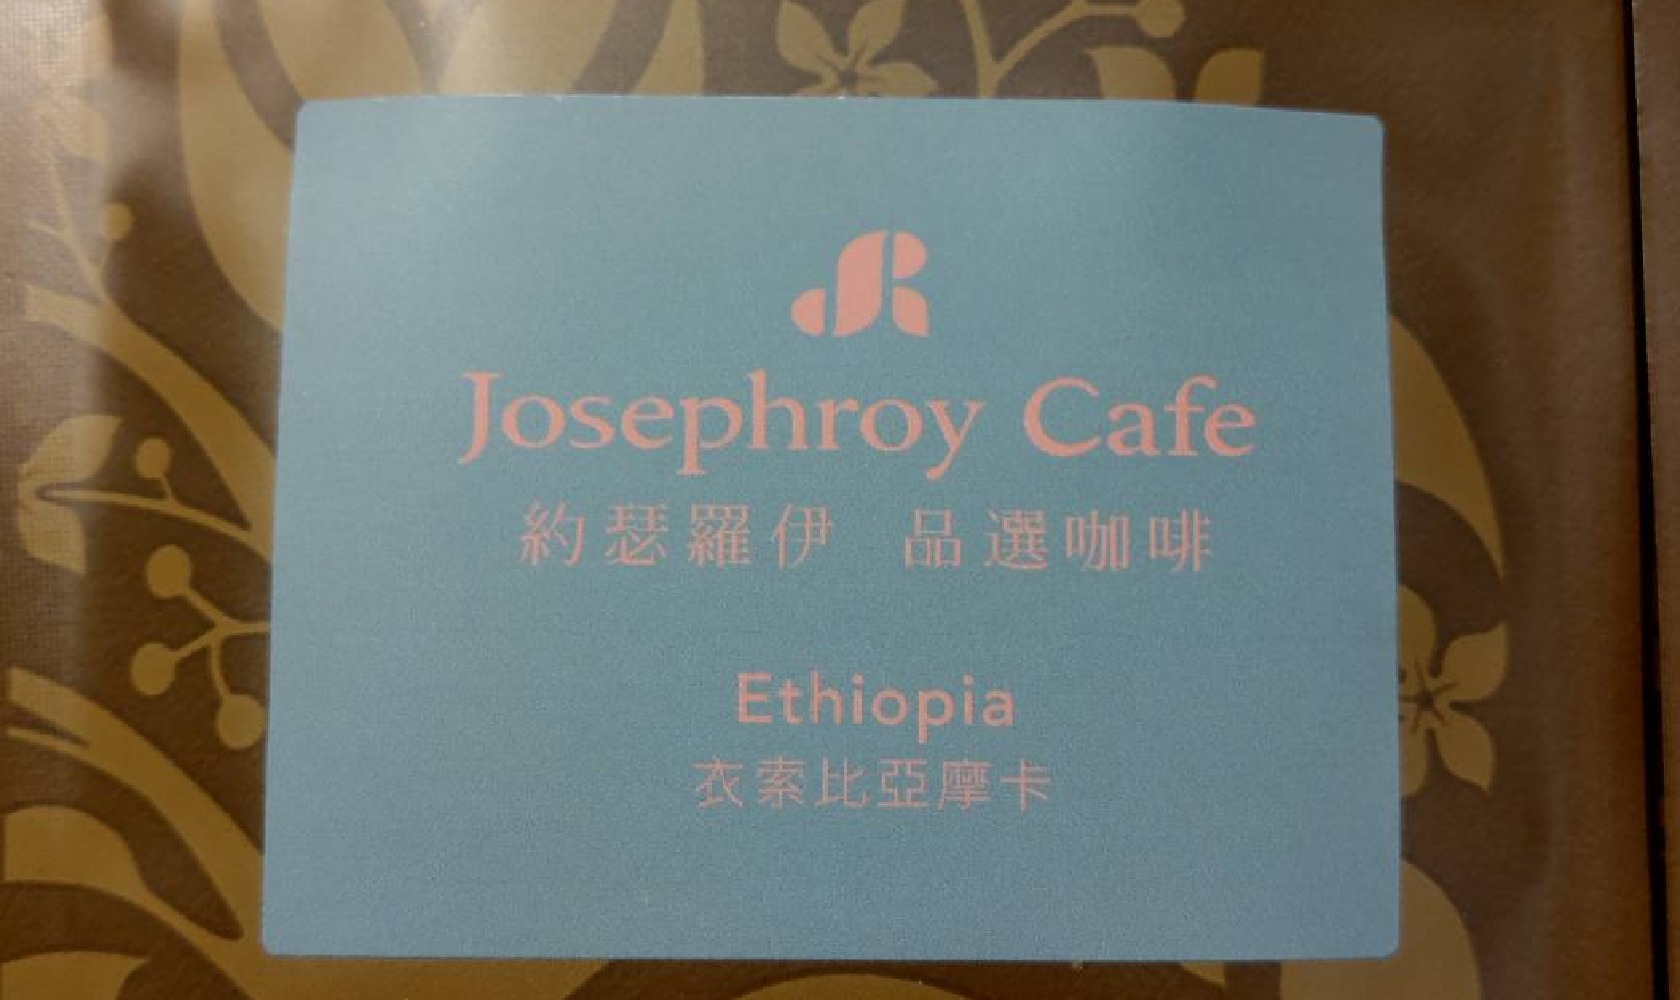 Josephroy Cafe
約瑟羅伊 品選咖啡
Ethiopia
衣索比亞摩卡